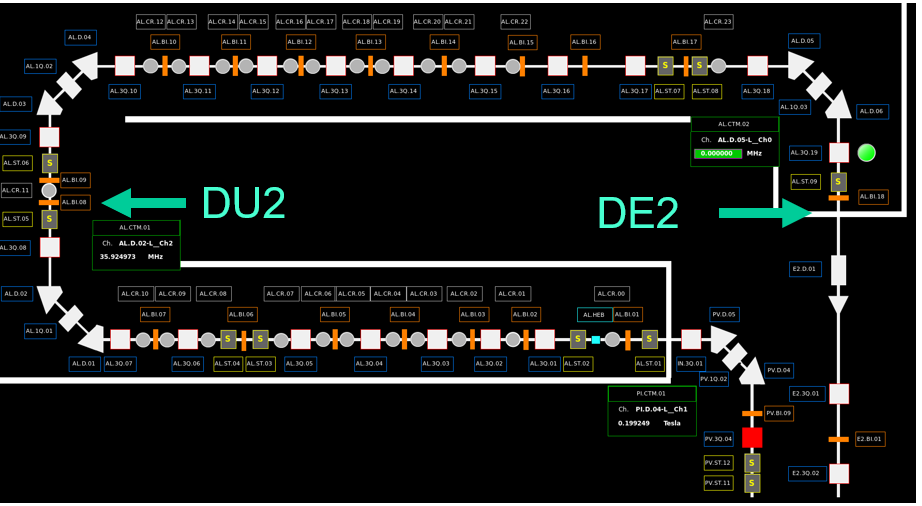 AL.CR.12 AL.CR.13 AL.CR.14 AL.CR.15 AL.CR.16 AL.CR.17 AL.CR.18 AL.CR.19 AL.CR.20 AL.CR.21 AL.CR.22 AL.CR.23
AL.D.04 AL.BI.10 AL.BI.11 AL.BI.12 AL.BI.13 AL.BI.14 AL.BI.15 AL.BI.16 AL.BI.17 AL.D.05
AL.1Q.02
S S
AL.3Q.10 AL.3Q.11 AL.3Q.12 AL.3Q.13 AL.3Q.14 AL.3Q.15 AL.3Q.16 AL.3Q.17 AL.ST.07 AL.ST.08 AL.3Q.18
AL.D.03 AL.1Q.03 AL.D.06
AL.CTM.02
AL.3Q.09
Ch. AL.D.05-L__Ch0
0.000000 MHz
AL.3Q.19
AL.ST.06 S
AL.BI.09
AL.ST.09 S
AL.CR.11
AL.BI.08
AL.BI.18
DU2
DE2
AL.ST.05 S
AL.CTM.01
Ch. AL.D.02-L__Ch2
35.924973 MHz
AL.3Q.08
E2.D.01
AL.D.02 AL.CR.10 AL.CR.09 AL.CR.08 AL.CR.07 AL.CR.06 AL.CR.05 AL.CR.04 AL.CR.03 AL.CR.02 AL.CR.01 AL.CR.00
AL.BI.07 AL.BI.06 AL.BI.05 AL.BI.04 AL.BI.03 AL.BI.02 AL.HEB AL.BI.01 PV.D.05
AL.1Q.01
S S S S
AL.D.01 AL.3Q.07 AL.3Q.06 AL.ST.04 AL.ST.03 AL.3Q.05 AL.3Q.04 AL.3Q.03 AL.3Q.02 AL.3Q.01 AL.ST.02 AL.ST.01 IN.3Q.01
PV.D.04
PV.1Q.02
PI.CTM.01
Ch. PI.D.04-L__Ch1
0.199249 Tesla
E2.3Q.01
PV.BI.09
PV.3Q.04
E2.BI.01
PV.ST.12 S
E2.3Q.02
PV.ST.11 S